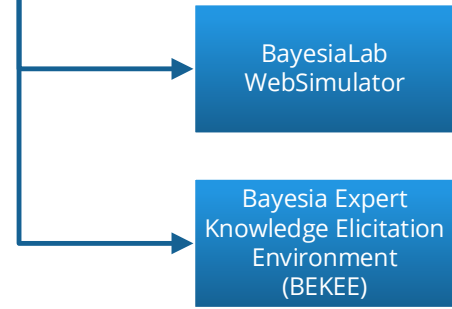 BayesiaLab
WebSimulator
Bayesia Expert
Knowledge Elicitation
Environment
(BEKEE)